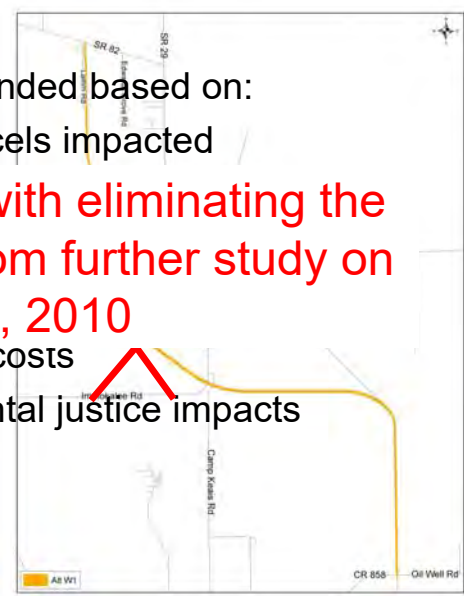 SR 82
SR 29
nded based on:
Edwards Grove Rd
cels impacted
with eliminating the
om further study on
, 2010
costs
ntal justice impacts
Camp Keais Rd
CR 858
Oil Well Rd
Alt W1